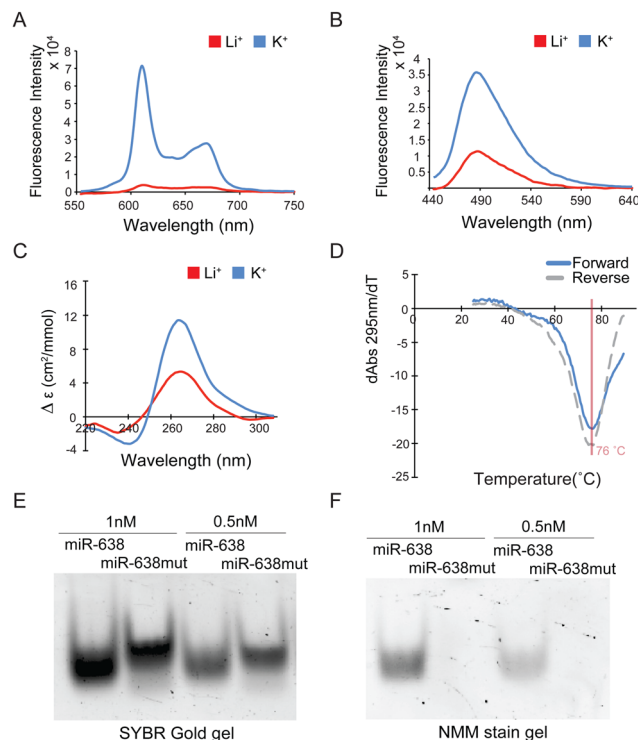 A
Fluorescence Intensity
x 10⁴
Li⁺ K⁺
8
7
6
5
4
3
2
1
0
550 600 650 700 750
Wavelength (nm)
B
Fluorescence Intensity
x 10⁴
Li⁺ K⁺
4
3.5
3
2.5
2
1.5
1
0.5
440 490 540 590 640
Wavelength (nm)
C
Δ ε (cm²/mmol)
Li⁺ K⁺
16
12
8
4
0
-4
220 240 260 280 300
Wavelength (nm)
D
dAbs 295nm/dT
Forward
Reverse
5
0
-5
-10
-15
-20
-25
0 20 40 60 80
76 ˚C
Temperature(˚C)
E
1nM 0.5nM
miR-638 miR-638
miR-638mut miR-638mut
SYBR Gold gel
F
1nM 0.5nM
miR-638 miR-638
miR-638mut miR-638mut
NMM stain gel